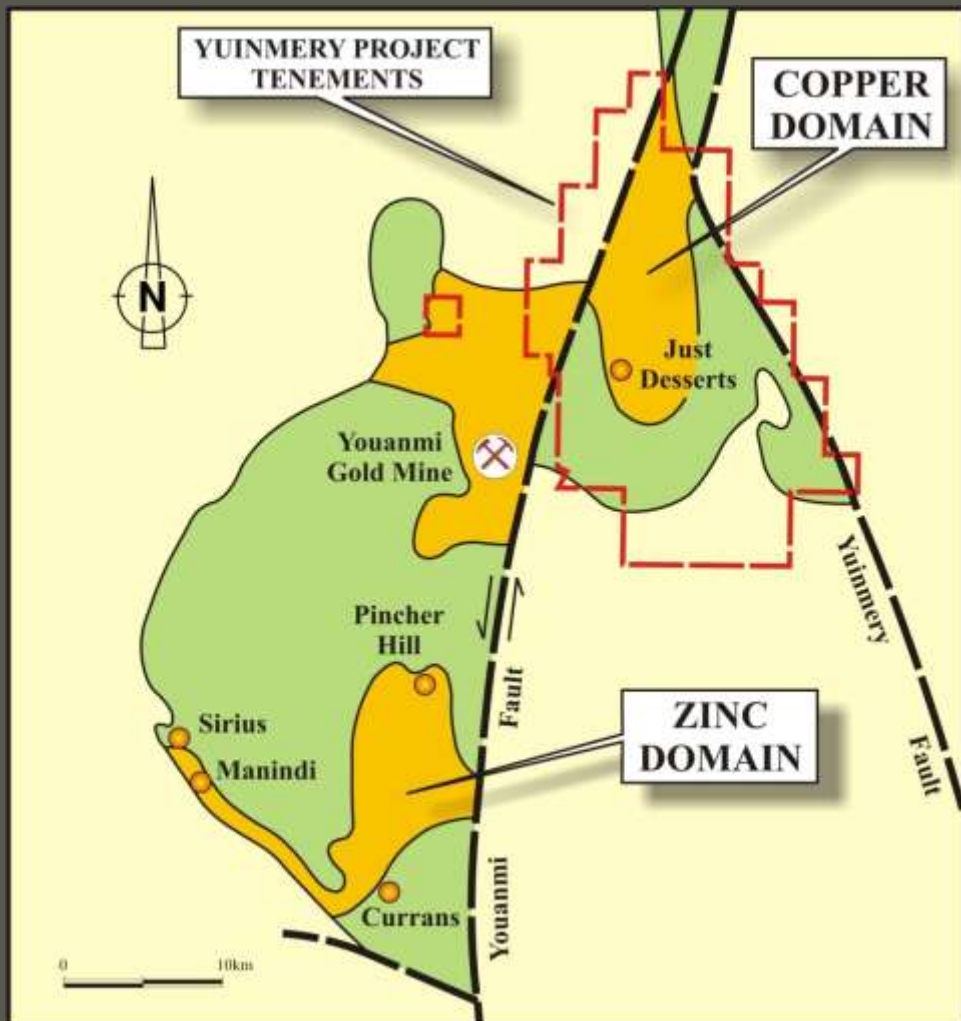 YUINMERY PROJECT
TENEMENTS
COPPER
DOMAIN
N
Just
Desserts
Youanmi
Gold Mine
Yuinmery
Fault
Pincher
Hill
Fault
Youanmi
ZINC
DOMAIN
Sirius
Manindi
Currans
0 10km